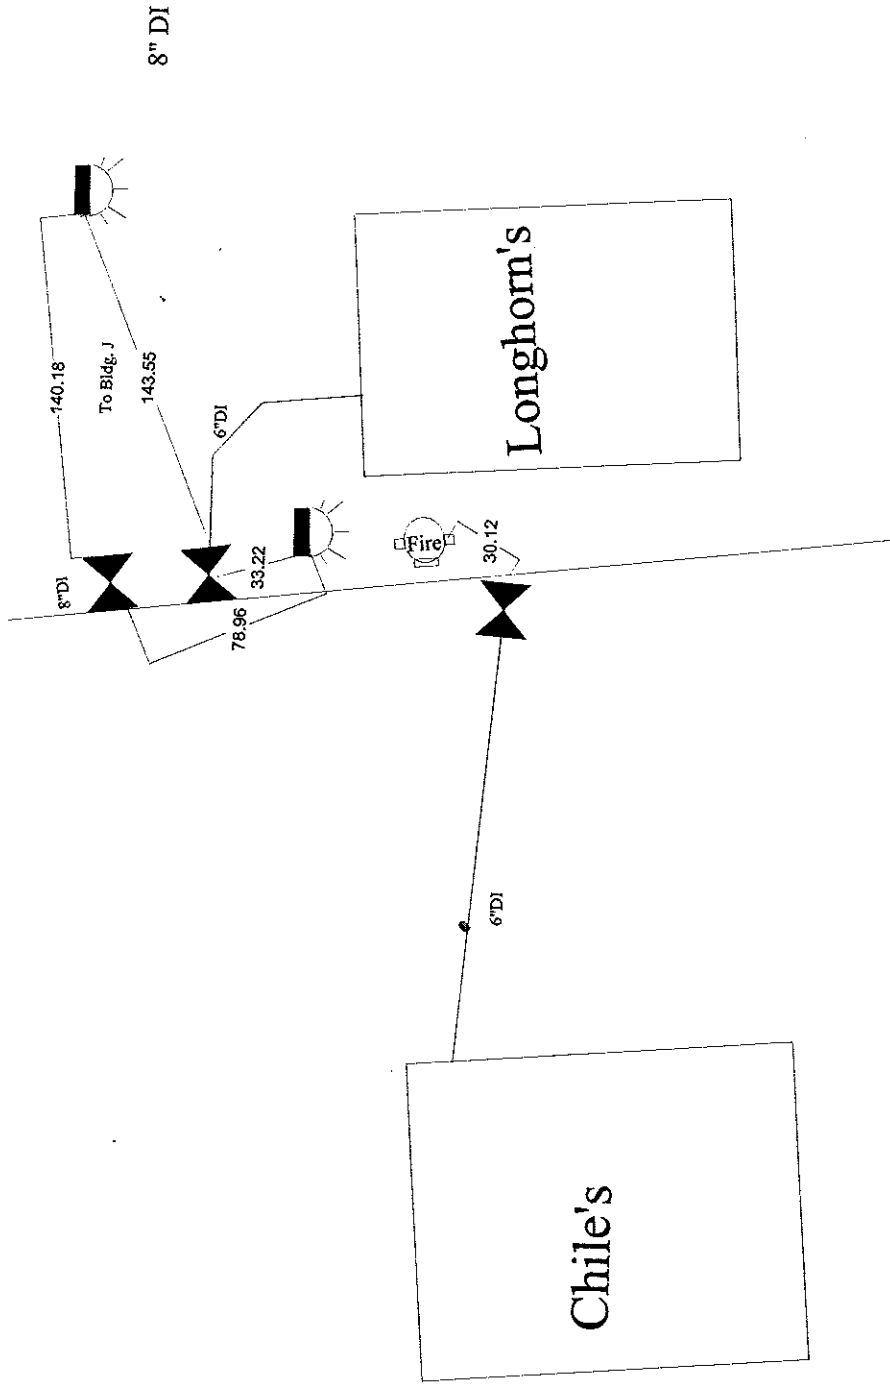 8" DI
140.18
To Bldg. J
143.55
6"DI
8"DI
33.22
78.96
Longhorn's
Fire
30.12
6"DI
Chile's